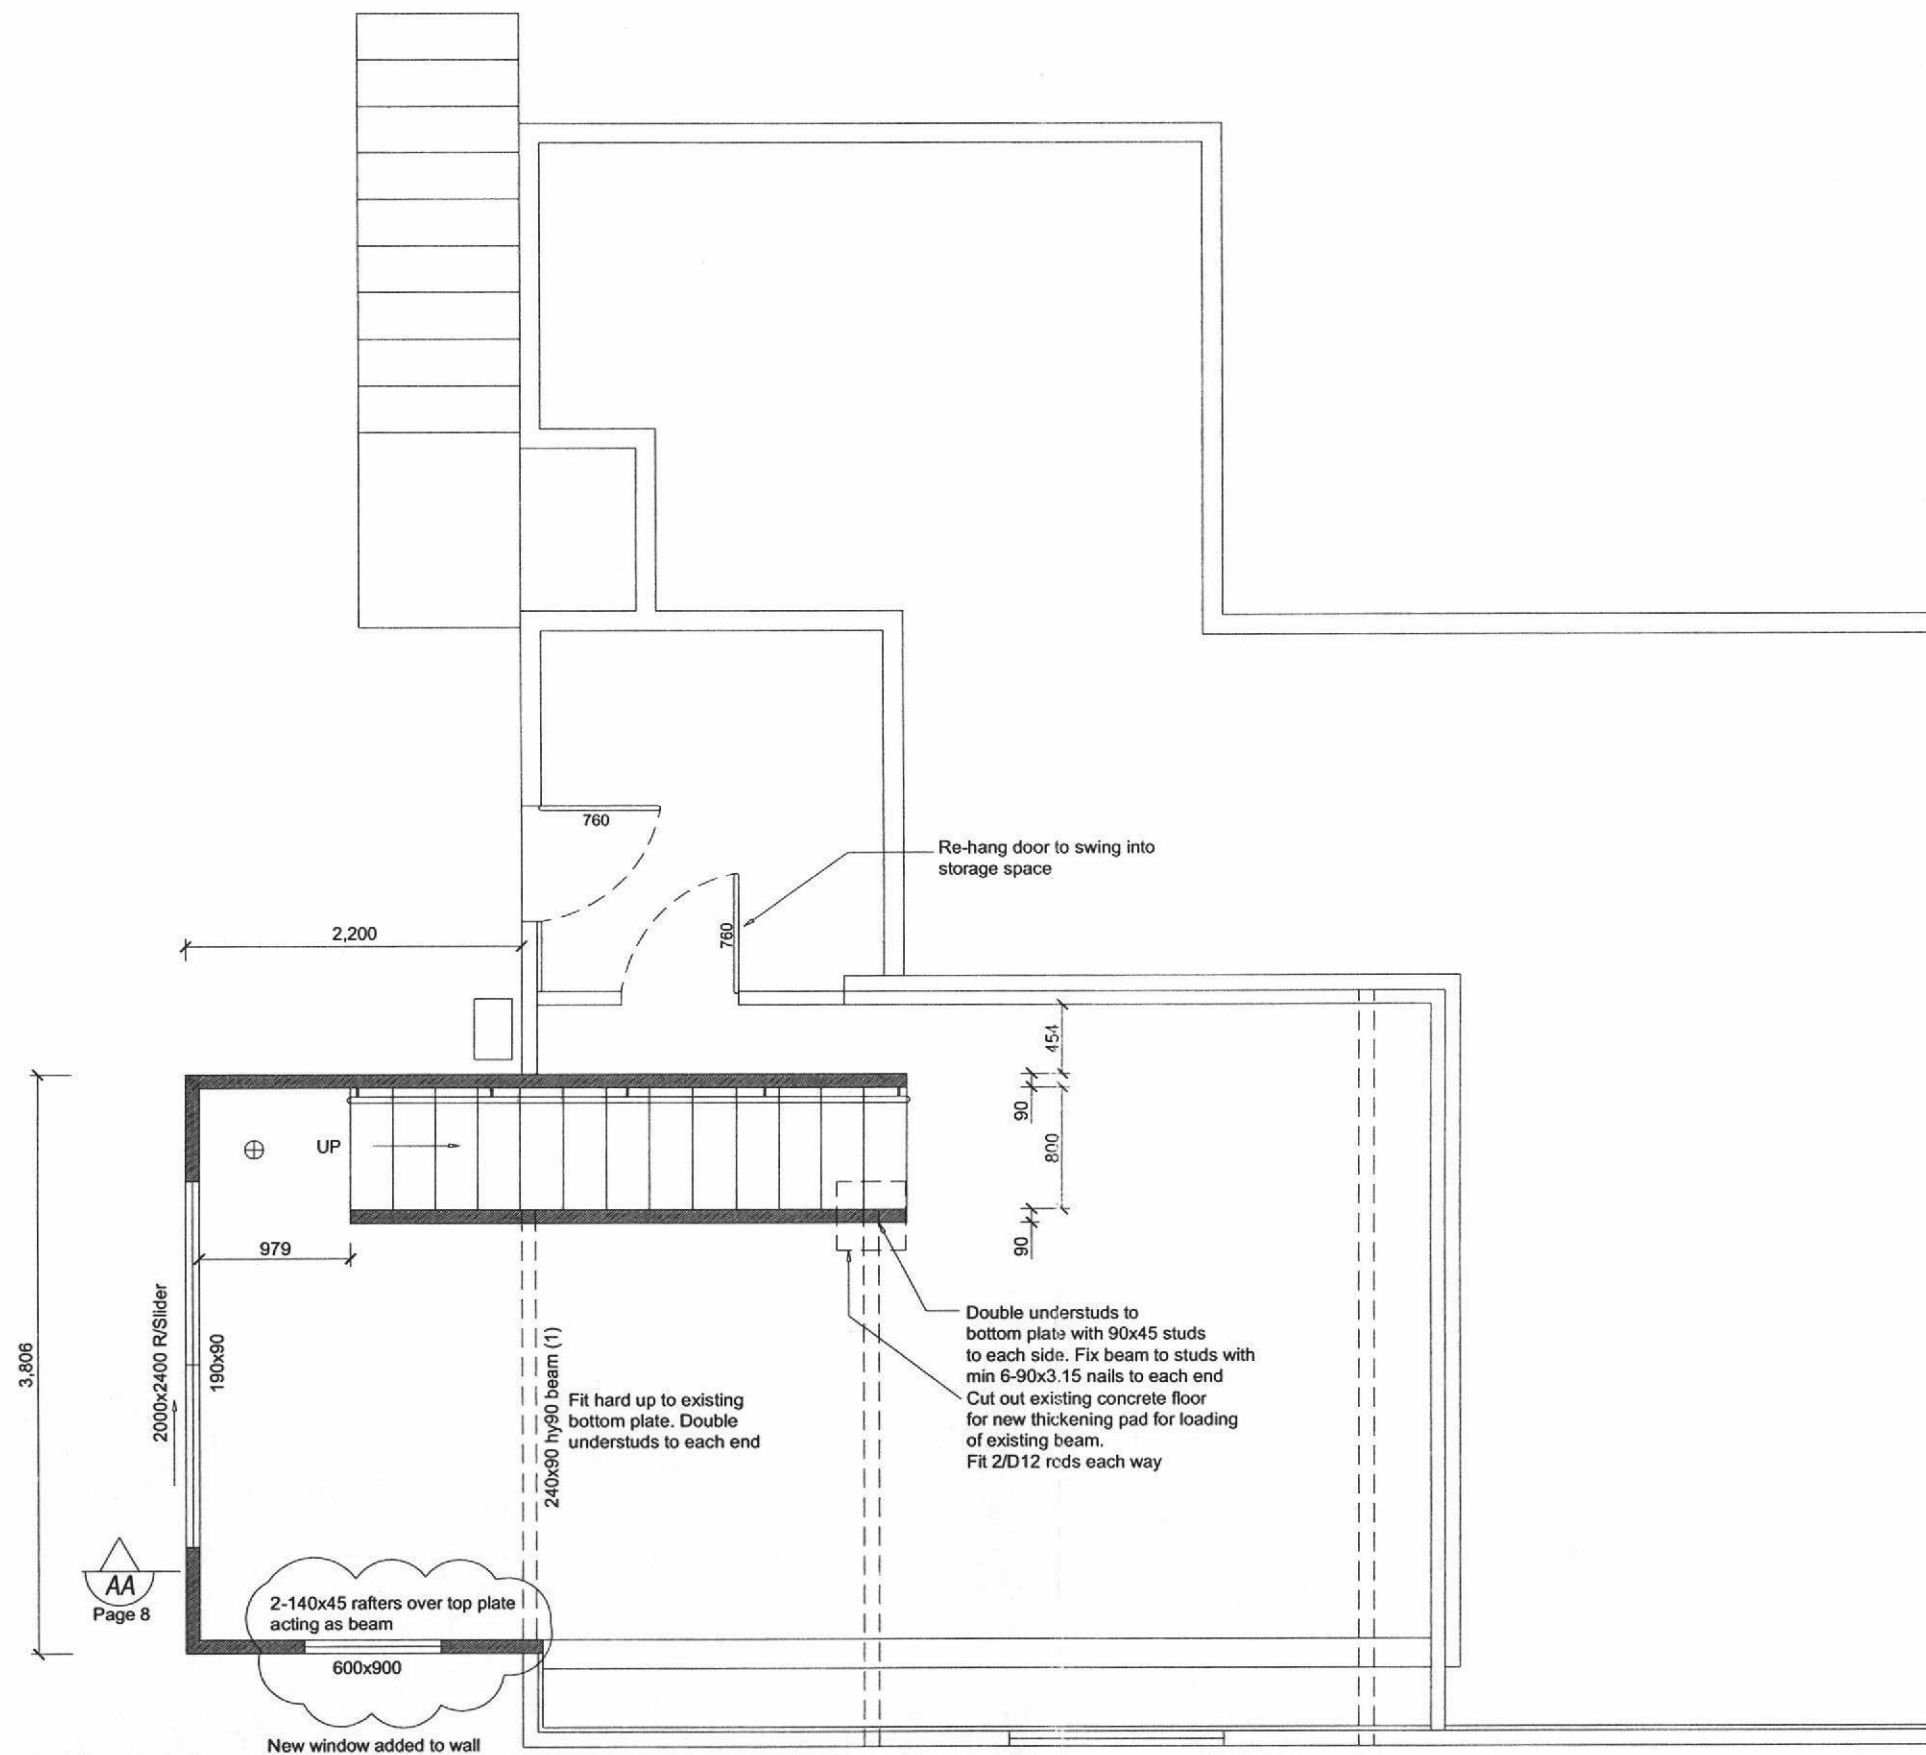 760
Re-hang door to swing into
storage space
760
2,200
454
90
800
90
UP
979
3,806
2000x2400 R/Slider
190x90
240x90 hy90 beam (1)
Fit hard up to existing
bottom plate. Double
understuds to each end
Double understuds to
bottom plate with 90x45 studs
to each side. Fix beam to studs with
min 6-90x3.15 nails to each end
Cut out existing concrete floor
for new thickening pad for loading
of existing beam.
Fit 2/D12 rods each way
AA
Page 8
2-140x45 rafters over top plate
acting as beam
600x900
New window added to wall